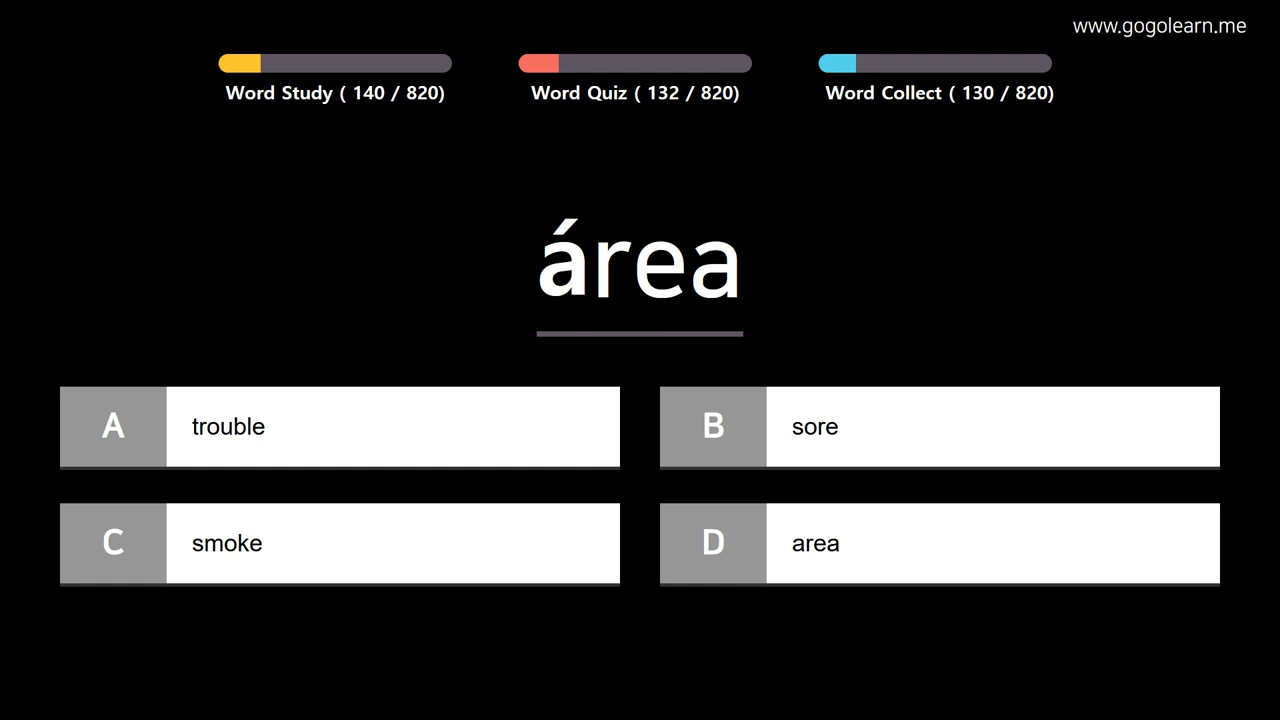 www.gogolearn.me
Word Study ( 140 / 820)
Word Quiz ( 132 / 820)
Word Collect ( 130 / 820)
área
A trouble
B sore
C smoke
D area